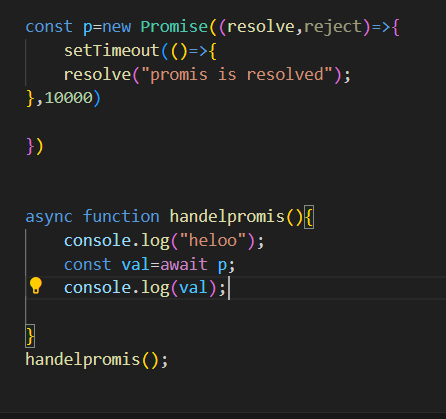 const p=new Promise((resolve,reject)=>{
    setTimeout(()=>{
    resolve("promis is resolved");
},10000)
})
async function handelpromis(){
    console.log("heloo");
    const val=await p;
    console.log(val);
}
handelpromis();